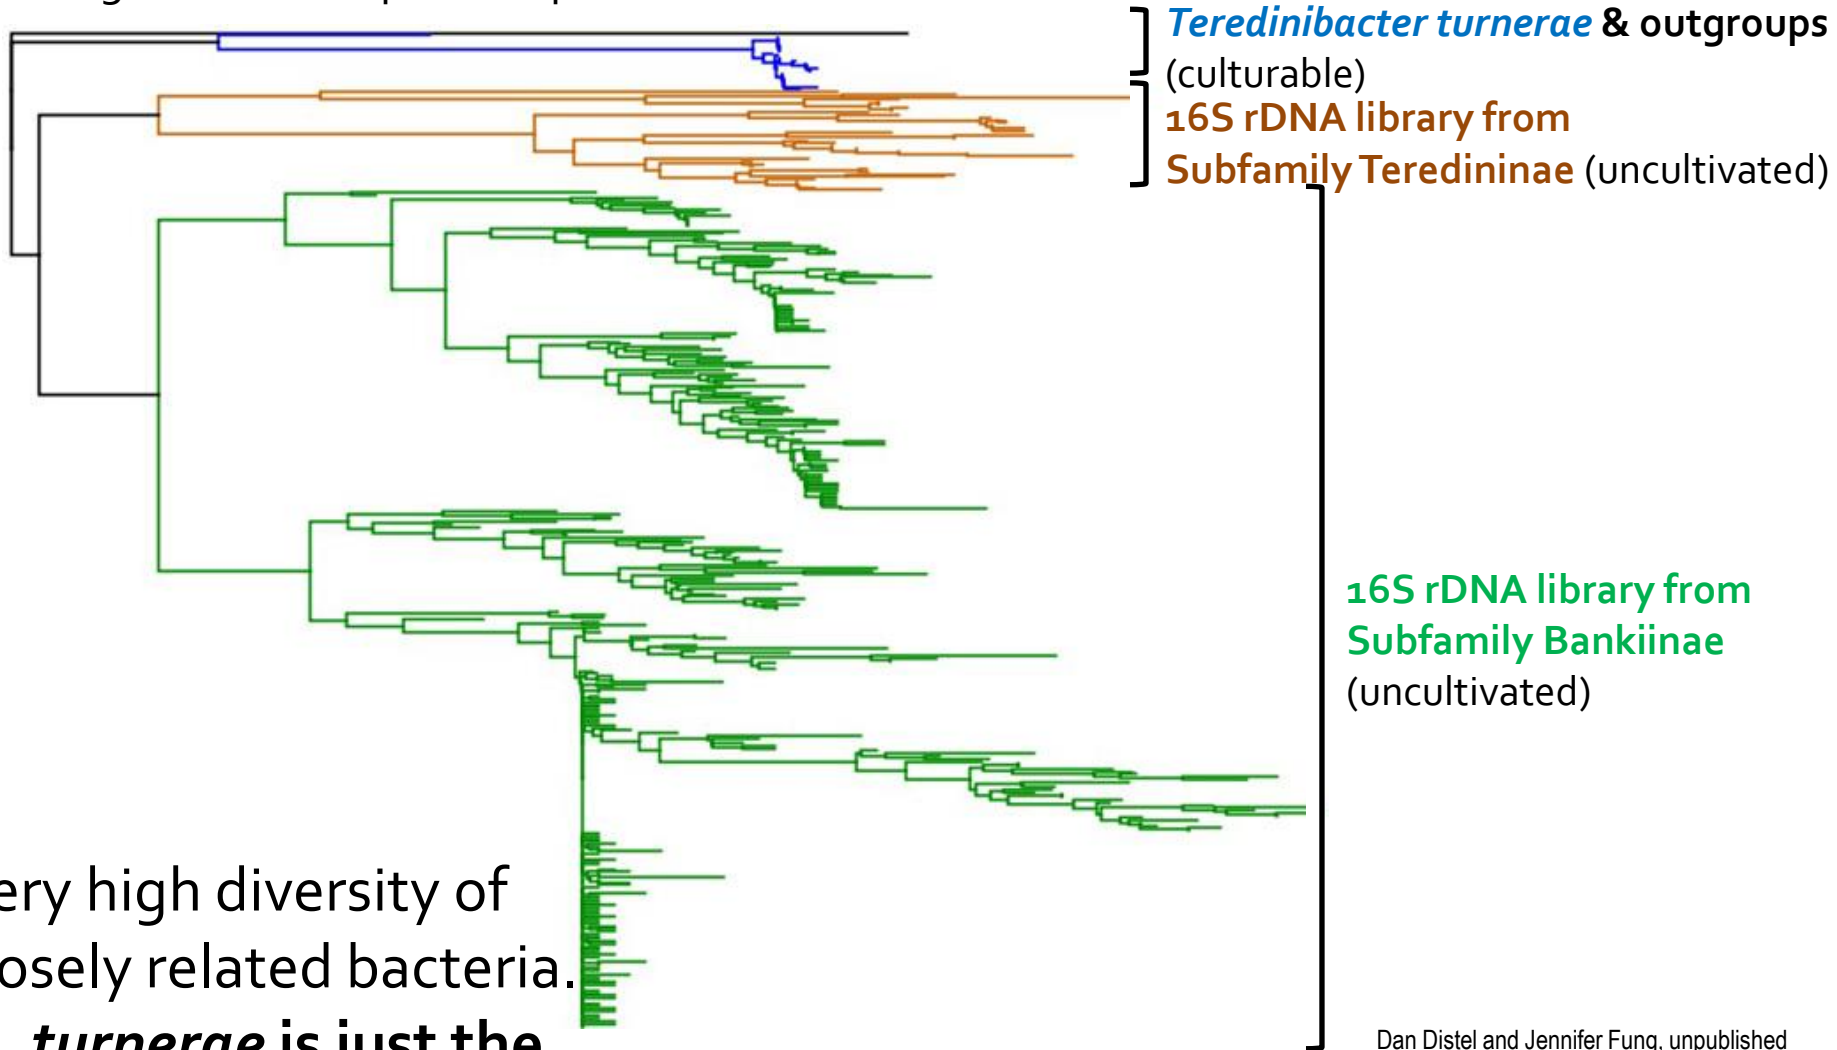 Teredinibacter turnerae & outgroups
(culturable)
16S rDNA library from
Subfamily Teredininae (uncultivated)
16S rDNA library from
Subfamily Bankiinae
(uncultivated)
ery high diversity of
osely related bacteria.
turnerae is just the
Dan Distel and Jennifer Fung, unpublished